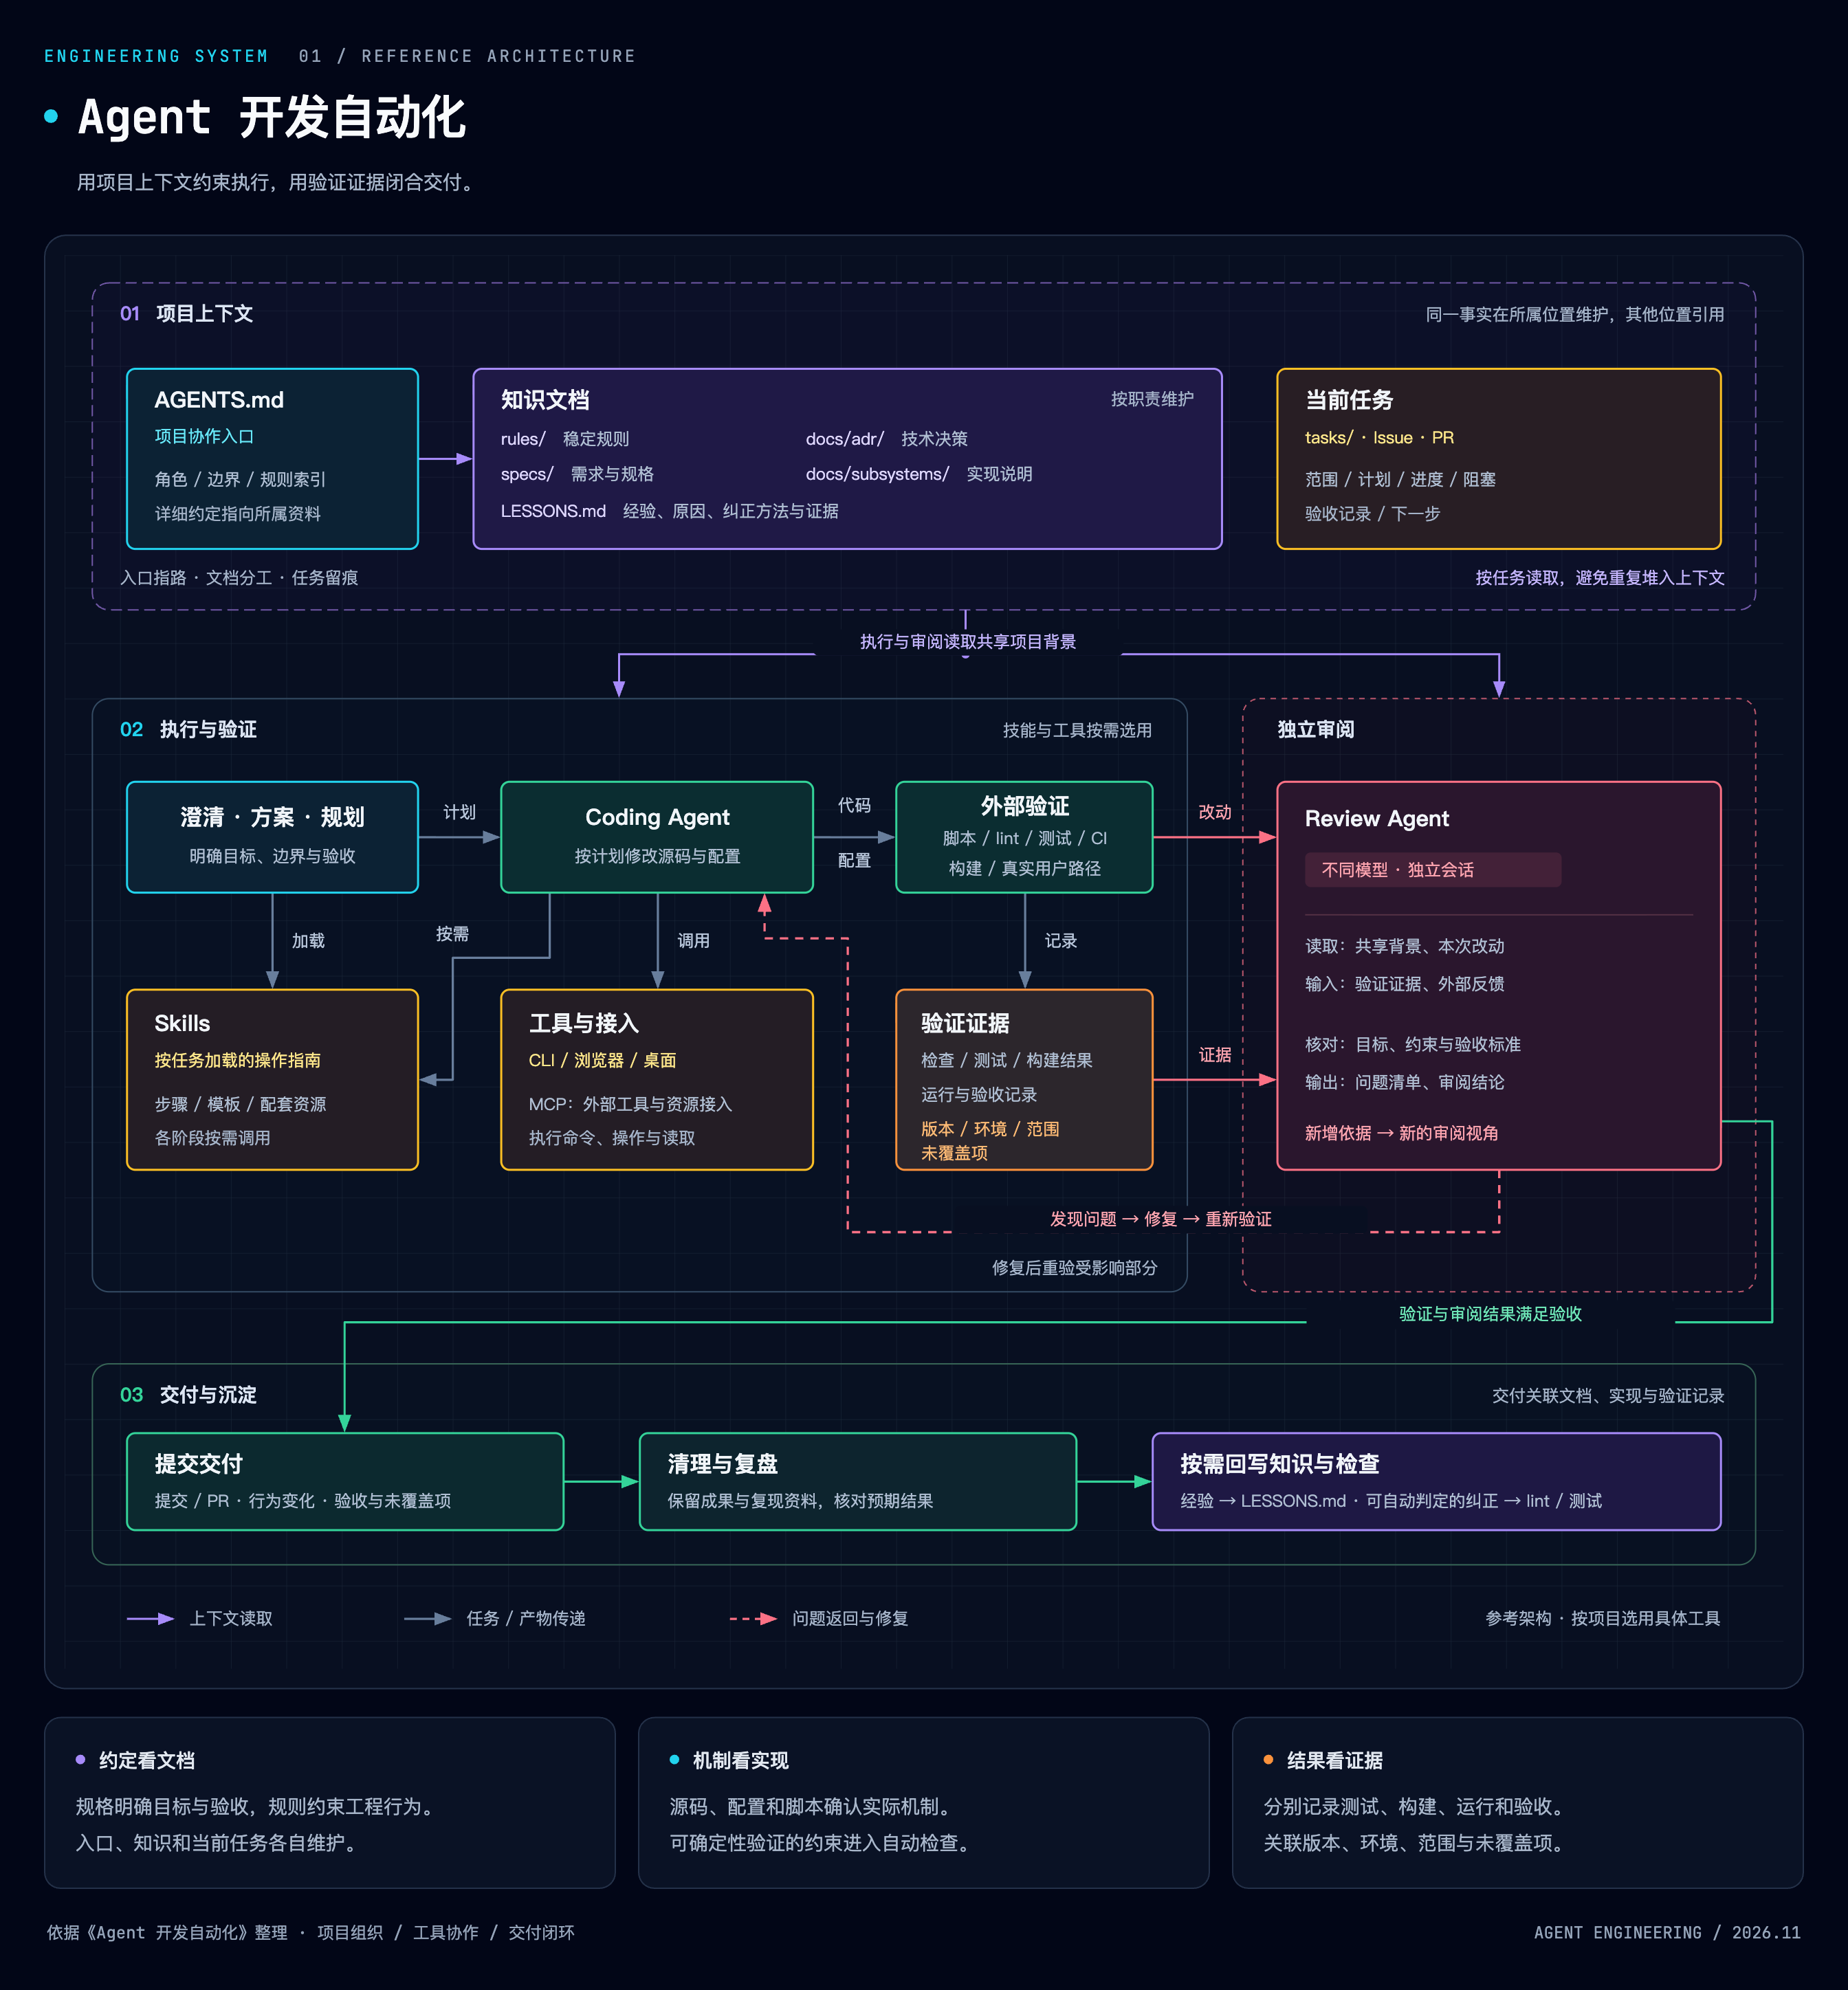 ENGINEERING SYSTEM 01 / REFERENCE ARCHITECTURE
Agent 开发自动化
用项目上下文约束执行，用验证证据闭合交付。
01 项目上下文
同一事实在所属位置维护，其他位置引用
AGENTS.md
项目协作入口
角色 / 边界 / 规则索引
详细约定指向所属资料
知识文档
按职责维护
rules/ 稳定规则
docs/adr/ 技术决策
specs/ 需求与规格
docs/subsystems/ 实现说明
LESSONS.md 经验、原因、纠正方法与证据
当前任务
tasks/ · Issue · PR
范围 / 计划 / 进度 / 阻塞
验收记录 / 下一步
入口指路 · 文档分工 · 任务留痕
按任务读取，避免重复堆入上下文
执行与审阅读取共享项目背景
02 执行与验证
技能与工具按需选用
澄清 · 方案 · 规划
明确目标、边界与验收
计划
Coding Agent
按计划修改源码与配置
代码
配置
外部验证
脚本 / lint / 测试 / CI
构建 / 真实用户路径
改动
加载
按需
调用
记录
Skills
按任务加载的操作指南
步骤 / 模板 / 配套资源
各阶段按需调用
工具与接入
CLI / 浏览器 / 桌面
MCP：外部工具与资源接入
执行命令、操作与读取
验证证据
检查 / 测试 / 构建结果
运行与验收记录
版本 / 环境 / 范围
未覆盖项
证据
独立审阅
Review Agent
不同模型 · 独立会话
读取：共享背景、本次改动
输入：验证证据、外部反馈
核对：目标、约束与验收标准
输出：问题清单、审阅结论
新增依据 → 新的审阅视角
发现问题 → 修复 → 重新验证
修复后重验受影响部分
验证与审阅结果满足验收
03 交付与沉淀
交付关联文档、实现与验证记录
提交交付
提交 / PR · 行为变化 · 验收与未覆盖项
清理与复盘
保留成果与复现资料，核对预期结果
按需回写知识与检查
经验 → LESSONS.md · 可自动判定的纠正 → lint / 测试
上下文读取
任务 / 产物传递
问题返回与修复
参考架构 · 按项目选用具体工具
约定看文档
规格明确目标与验收，规则约束工程行为。
入口、知识和当前任务各自维护。
机制看实现
源码、配置和脚本确认实际机制。
可确定性验证的约束进入自动检查。
结果看证据
分别记录测试、构建、运行和验收。
关联版本、环境、范围与未覆盖项。
依据《Agent 开发自动化》整理 · 项目组织 / 工具协作 / 交付闭环
AGENT ENGINEERING / 2026.11